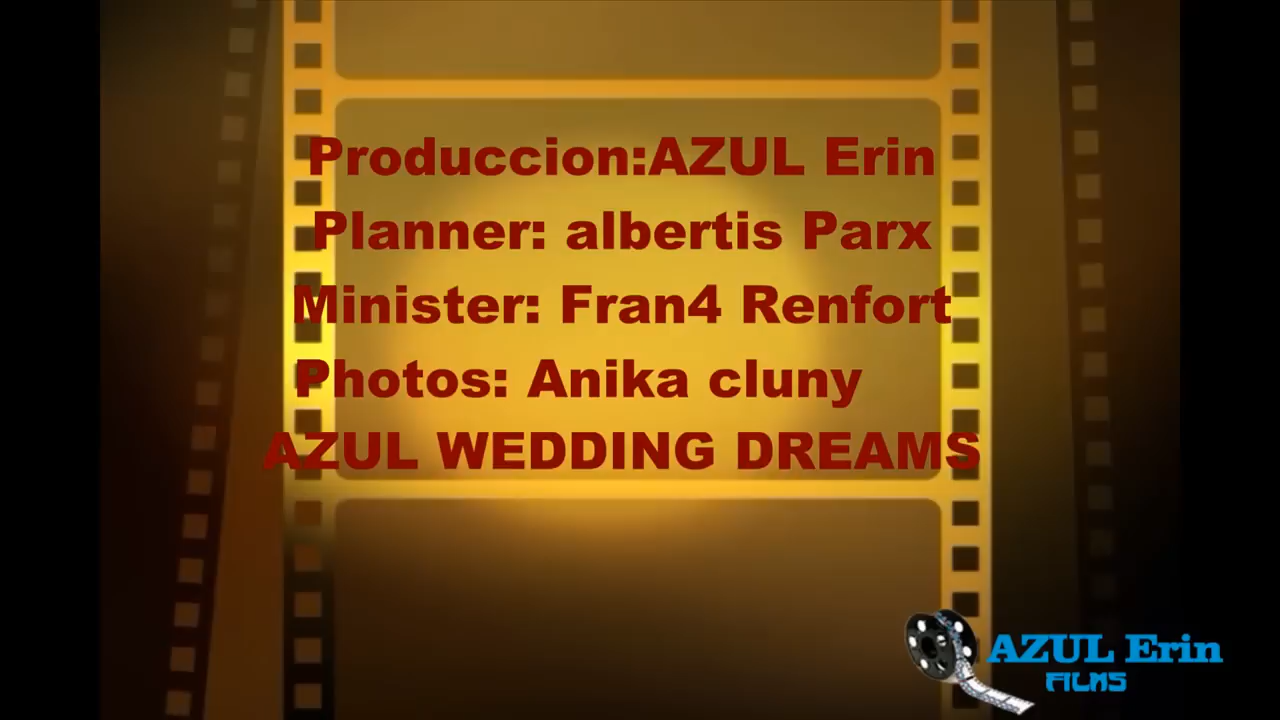 Produccion:AZUL Erin
Planner: albertis Parx
Minister: Fran4 Renfort
Photos: Anika cluny
AZUL WEDDING DREAMS
AZUL Erin
FILMS